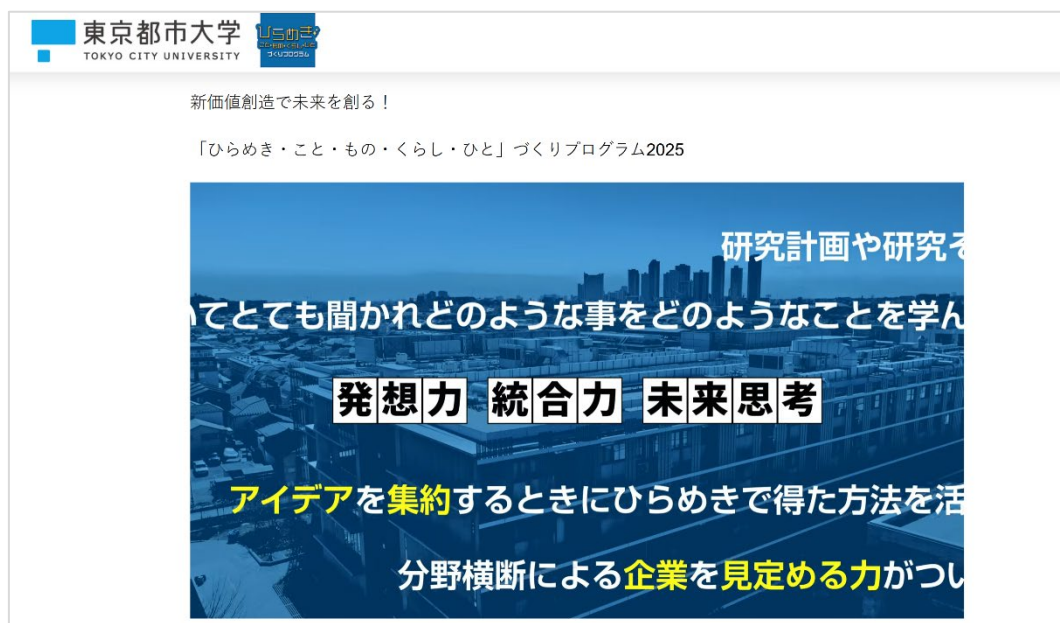 東京都市大学
TOKYO CITY UNIVERSITY
ひらめき
新価値創造で未来を創る！
「ひらめき・こと・もの・くらし・ひと」づくりプログラム2025
研究計画や研究そ
いてとても聞かれどのような事をどのようなことを学ん
発想力 統合力 未来思考
アイデアを集約するときにひらめきで得た方法を活
分野横断による企業を見定める力がつい